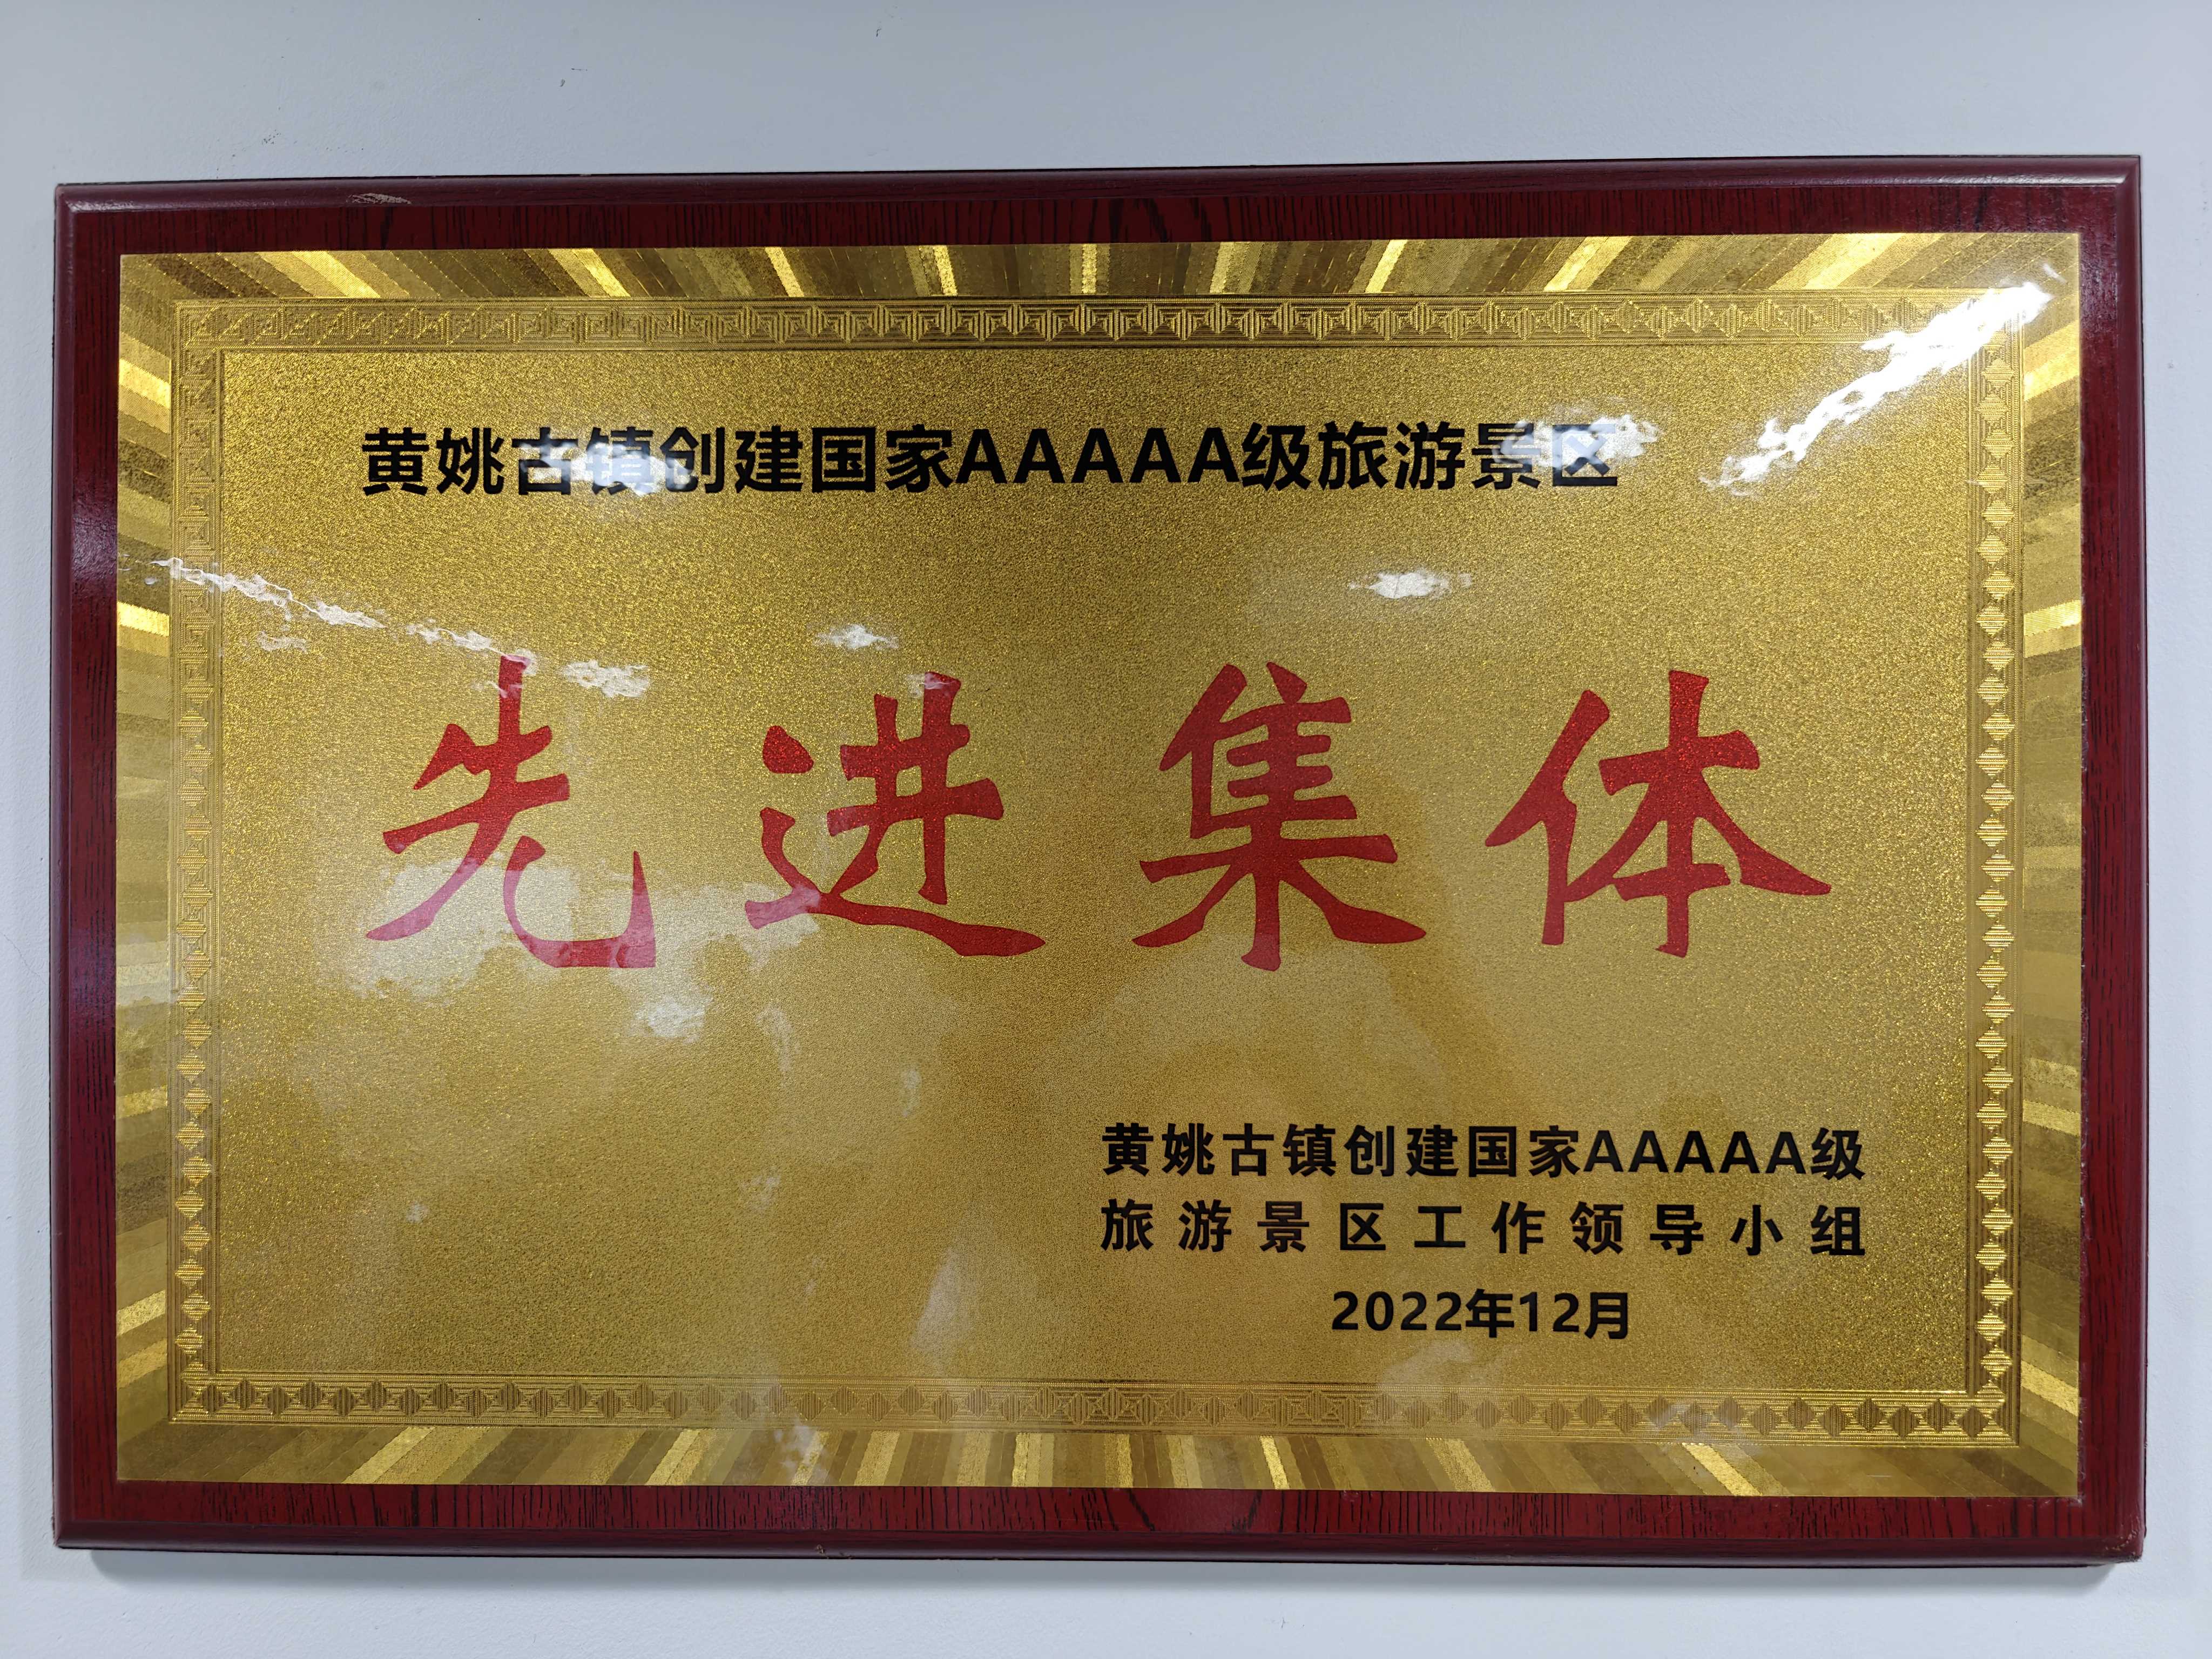 黄姚古镇创建国家AAAAA级旅游景区
先进集体
黄姚古镇创建国家AAAAA级
旅游景区工作领导小组
2022年12月